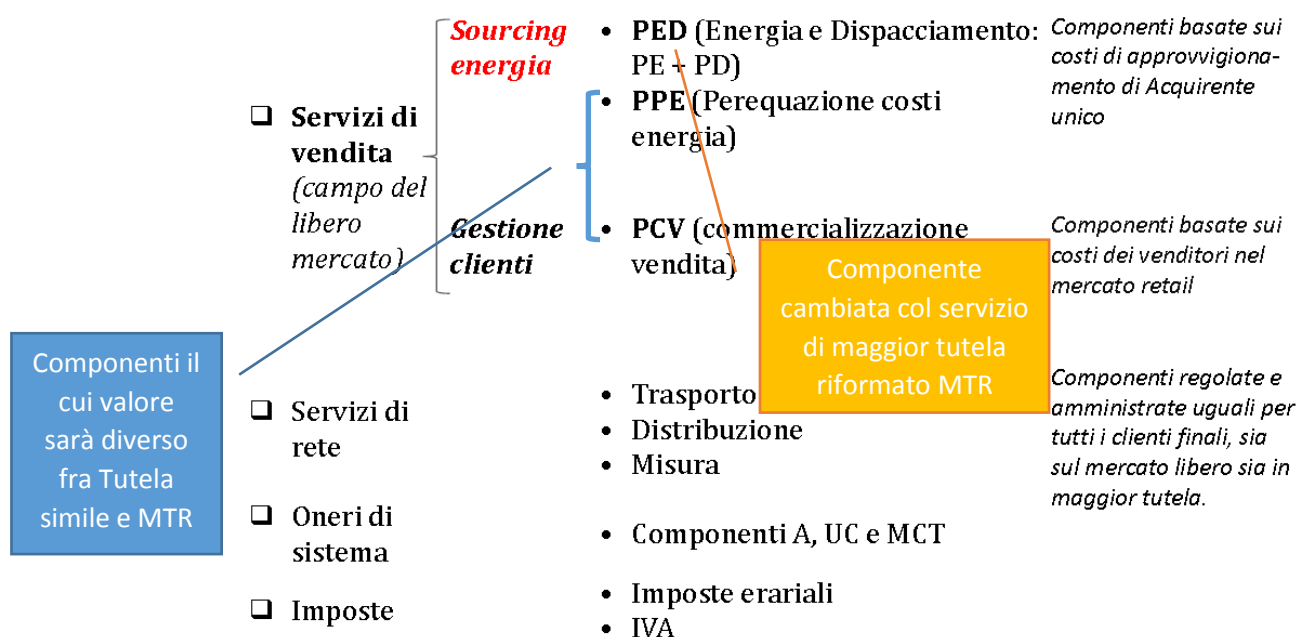 Sourcing
energia
• PED (Energia e Dispacciamento:
PE + PD)
• PPE (Perequazione costi
energia)
Componenti basate sui
costi di approvvigiona-
mento di Acquirente
unico
❑ Servizi di
vendita
(campo del
libero
mercato)
Gestione
clienti
• PCV (commercializzazione
vendita)
Componenti basate sui
costi dei venditori nel
mercato retail
Componente
cambiata col servizio
di maggior tutela
riformato MTR
Componenti il
cui valore
sarà diverso
fra Tutela
simile e MTR
❑ Servizi di
rete
• Trasporto
• Distribuzione
• Misura
Componenti regolate e
amministrate uguali per
tutti i clienti finali, sia
sul mercato libero sia in
maggior tutela.
❑ Oneri di
sistema
• Componenti A, UC e MCT
❑ Imposte
• Imposte erariali
• IVA